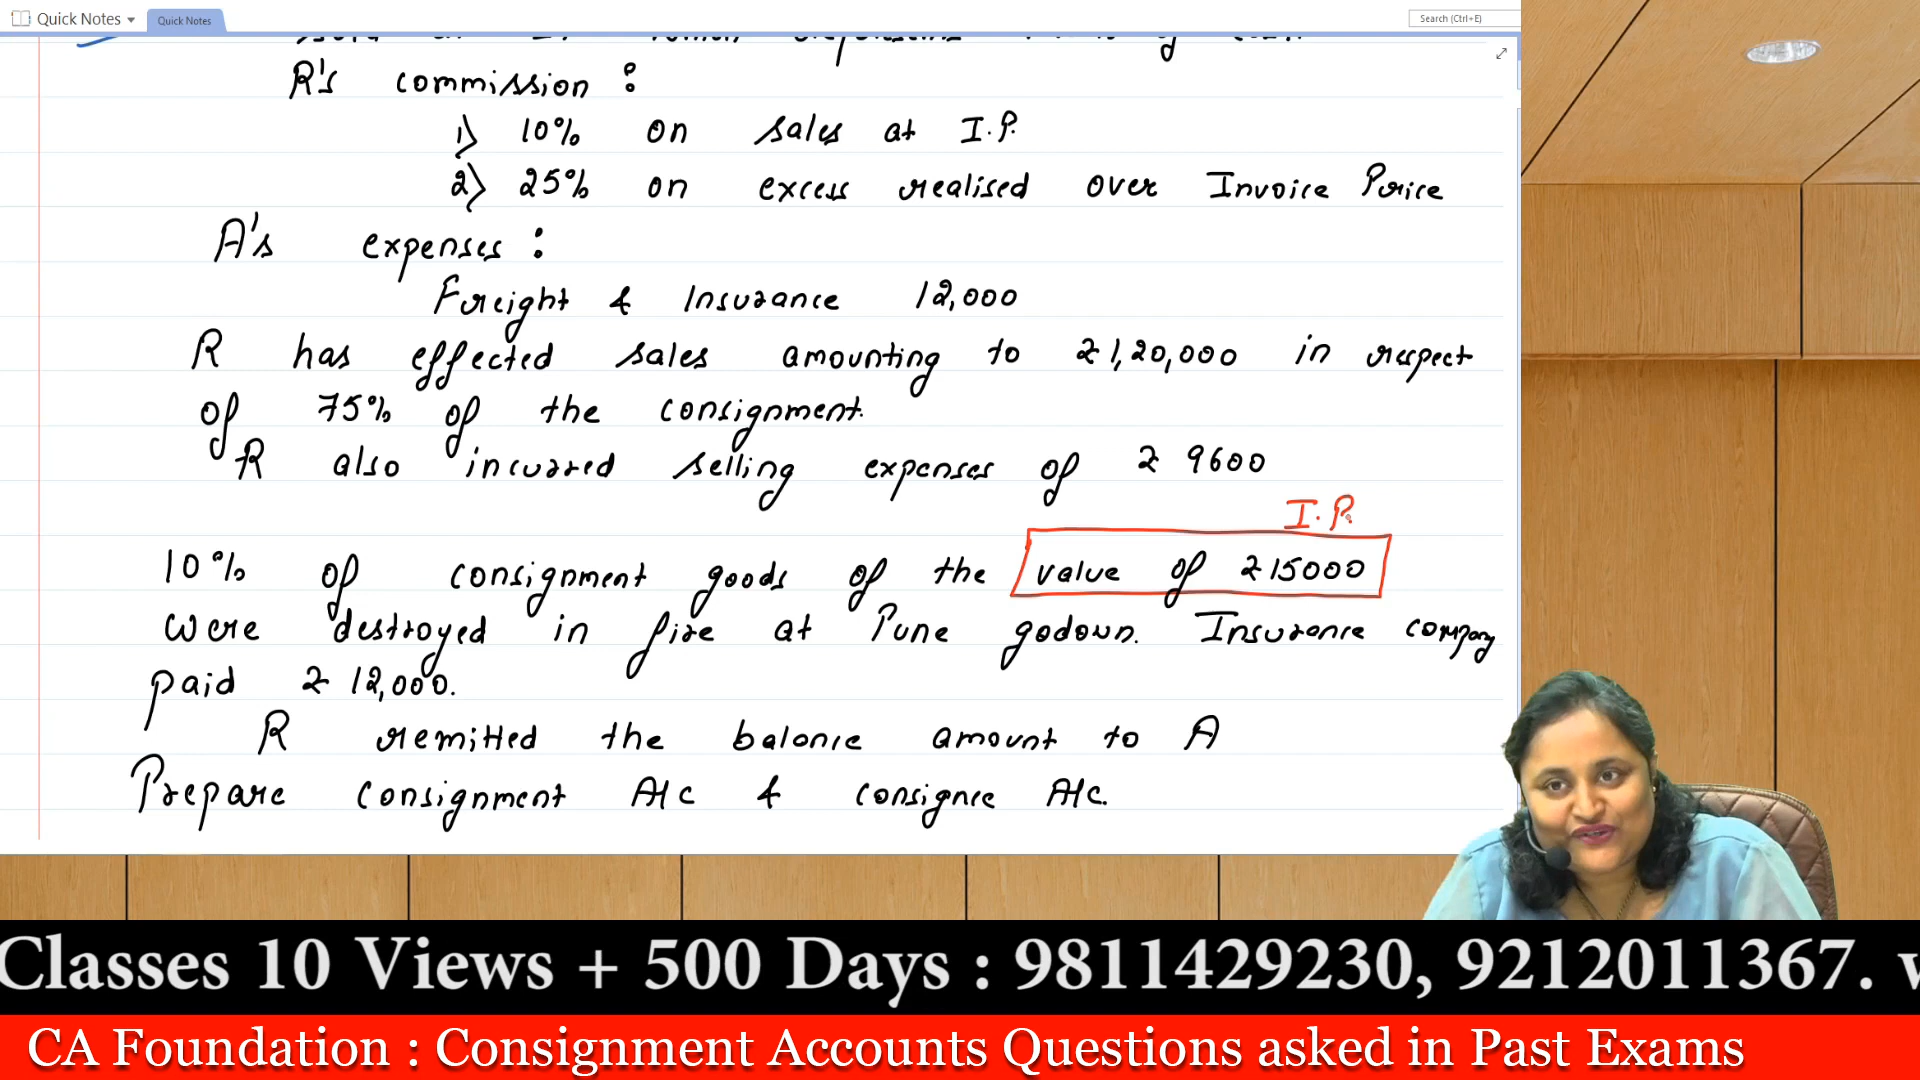 Quick Notes
Quick Notes
Search (Ctrl+E)
R's commission :
1) 10% on sales at I.P.
2) 25% on excess realised over Invoice Price
A's expenses :
Freight & Insurance 12,000
R has effected sales amounting to ₹1,20,000 in respect
of 75% of the consignment.
R also incurred selling expenses of ₹ 9600
I.P.
10% of consignment goods of the value of ₹15000
were destroyed in fire at Pune godown. Insurance company
paid ₹ 12,000.
R remitted the balance amount to A
Prepare consignment A/c & consignee A/c.
Classes 10 Views + 500 Days : 9811429230, 9212011367.
CA Foundation : Consignment Accounts Questions asked in Past Exams